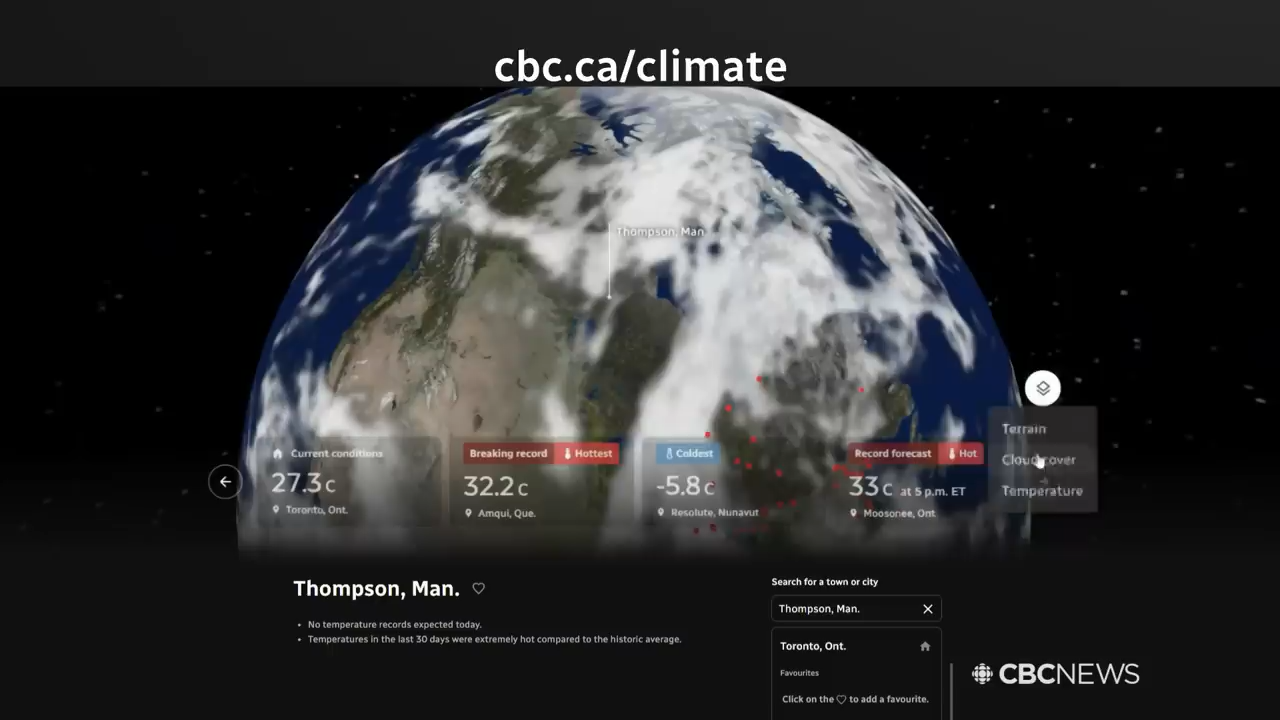 cbc.ca/climate
Thompson, Man
Terrain
Cloud cover
Temperature
Current conditions
27.3 c
Toronto, Ont.
Breaking record Hottest
32.2 c
Amqui, Que.
Coldest
-5.8 c
Resolute, Nunavut
Record forecast Hot
33 c at 5 p.m. ET
Moosonee, Ont
Thompson, Man.
• No temperature records expected today.
• Temperatures in the last 30 days were extremely hot compared to the historic average.
Search for a town or city
Thompson, Man.
Toronto, Ont.
Favourites
Click on the ♡ to add a favourite.
CBCNEWS